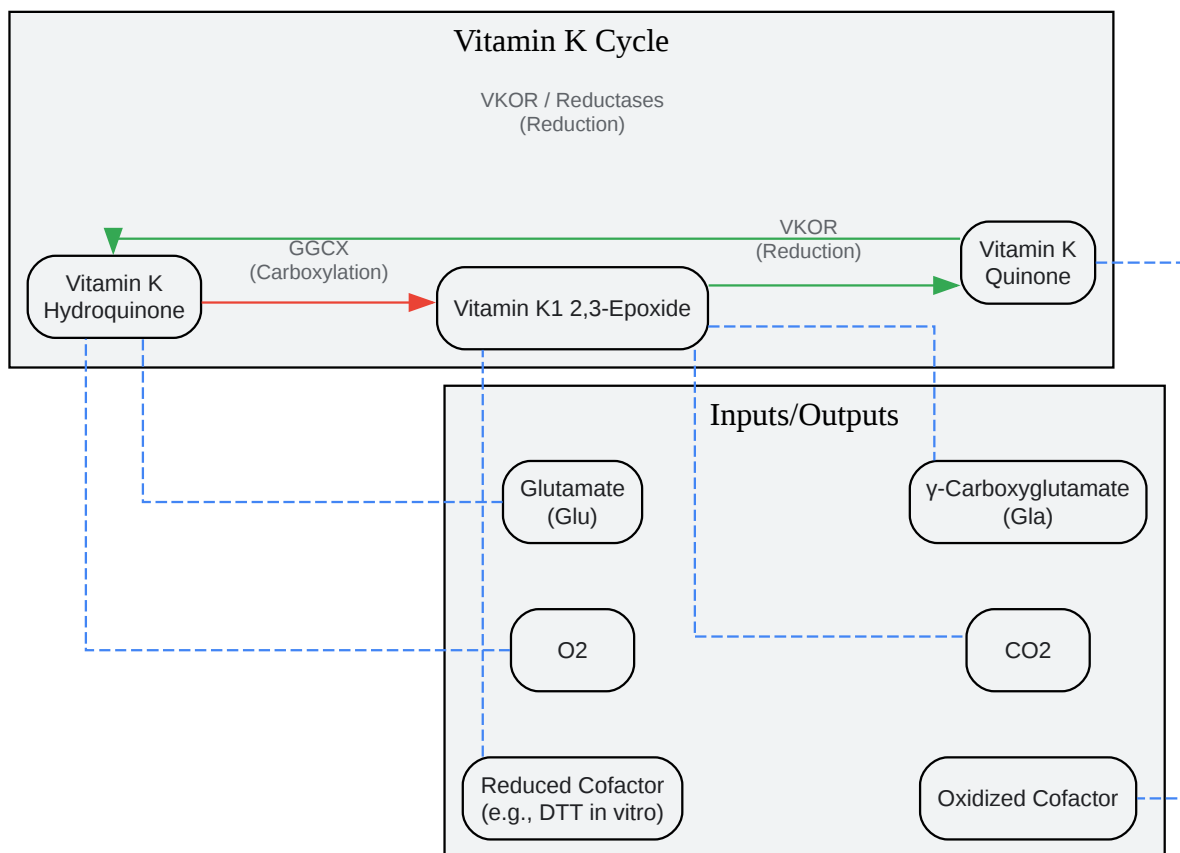 Vitamin K Cycle
VKOR / Reductases
(Reduction)
VKOR
(Reduction)
GGCX
(Carboxylation)
Vitamin K
Quinone
Vitamin K
Hydroquinone
Vitamin K1 2,3-Epoxide
Inputs/Outputs
Glutamate
(Glu)
γ-Carboxyglutamate
(Gla)
O2
CO2
Reduced Cofactor
(e.g., DTT in vitro)
Oxidized Cofactor